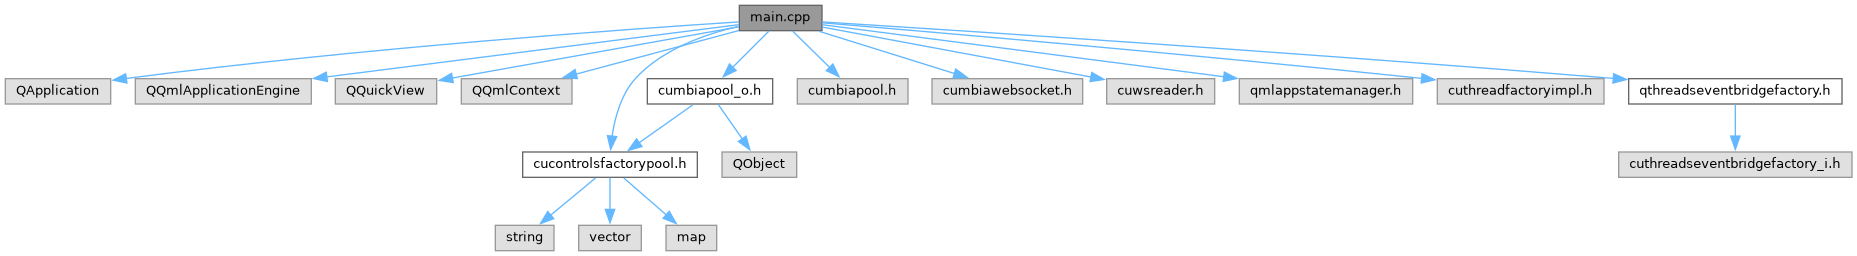 main.cpp
QApplication
QQmlApplicationEngine
QQuickView
QQmlContext
cumbiapool_o.h
cumbiapool.h
cumbiawebsocket.h
cuwsreader.h
qmlappstatemanager.h
cuthreadfactoryimpl.h
qthreadseventbridgefactory.h
cucontrolsfactorypool.h
QObject
cuthreadseventbridgefactory_i.h
string
vector
map